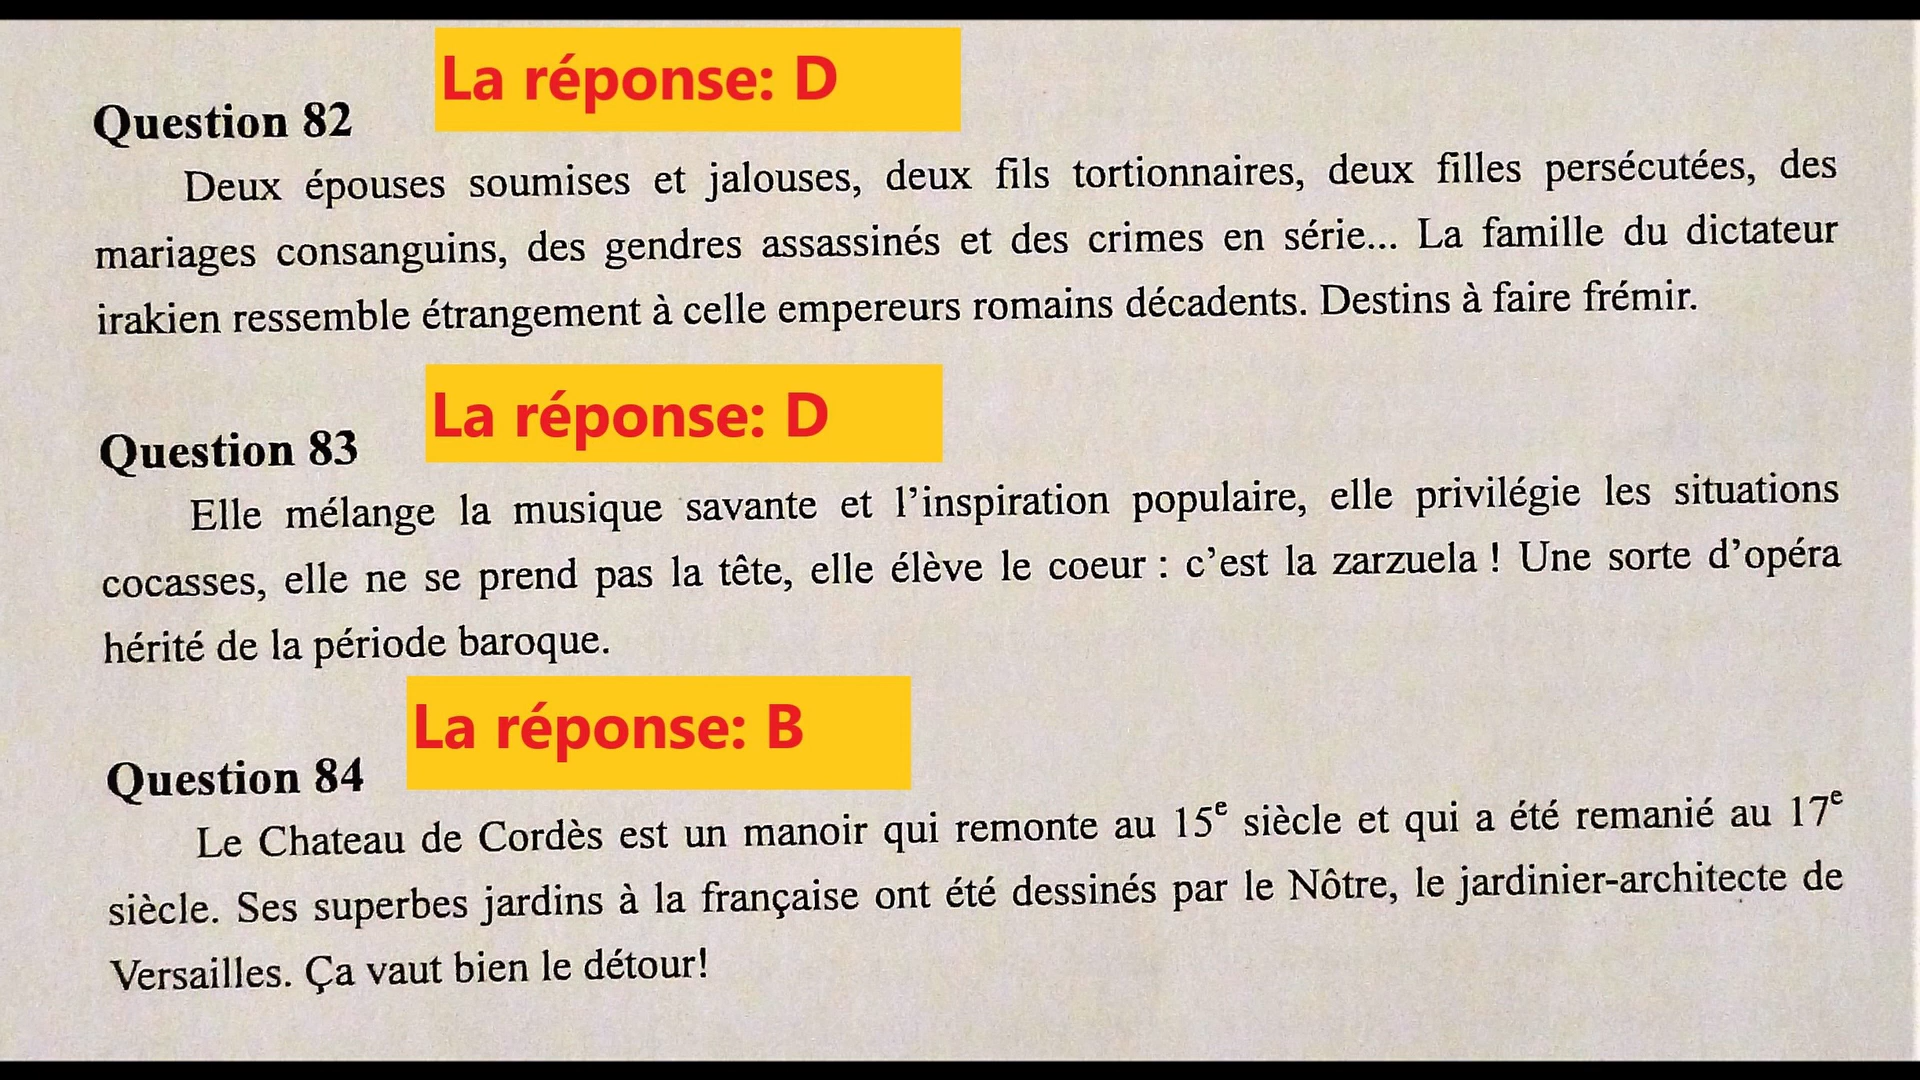 La réponse: D
Question 82
Deux épouses soumises et jalouses, deux fils tortionnaires, deux filles persécutées, des
mariages consanguins, des gendres assassinés et des crimes en série... La famille du dictateur
irakien ressemble étrangement à celle empereurs romains décadents. Destins à faire frémir.
La réponse: D
Question 83
Elle mélange la musique savante et l’inspiration populaire, elle privilégie les situations
cocasses, elle ne se prend pas la tête, elle élève le coeur : c’est la zarzuela ! Une sorte d’opéra
hérité de la période baroque.
La réponse: B
Question 84
Le Chateau de Cordès est un manoir qui remonte au 15e siècle et qui a été remanié au 17e
siècle. Ses superbes jardins à la française ont été dessinés par le Nôtre, le jardinier-architecte de
Versailles. Ça vaut bien le détour!